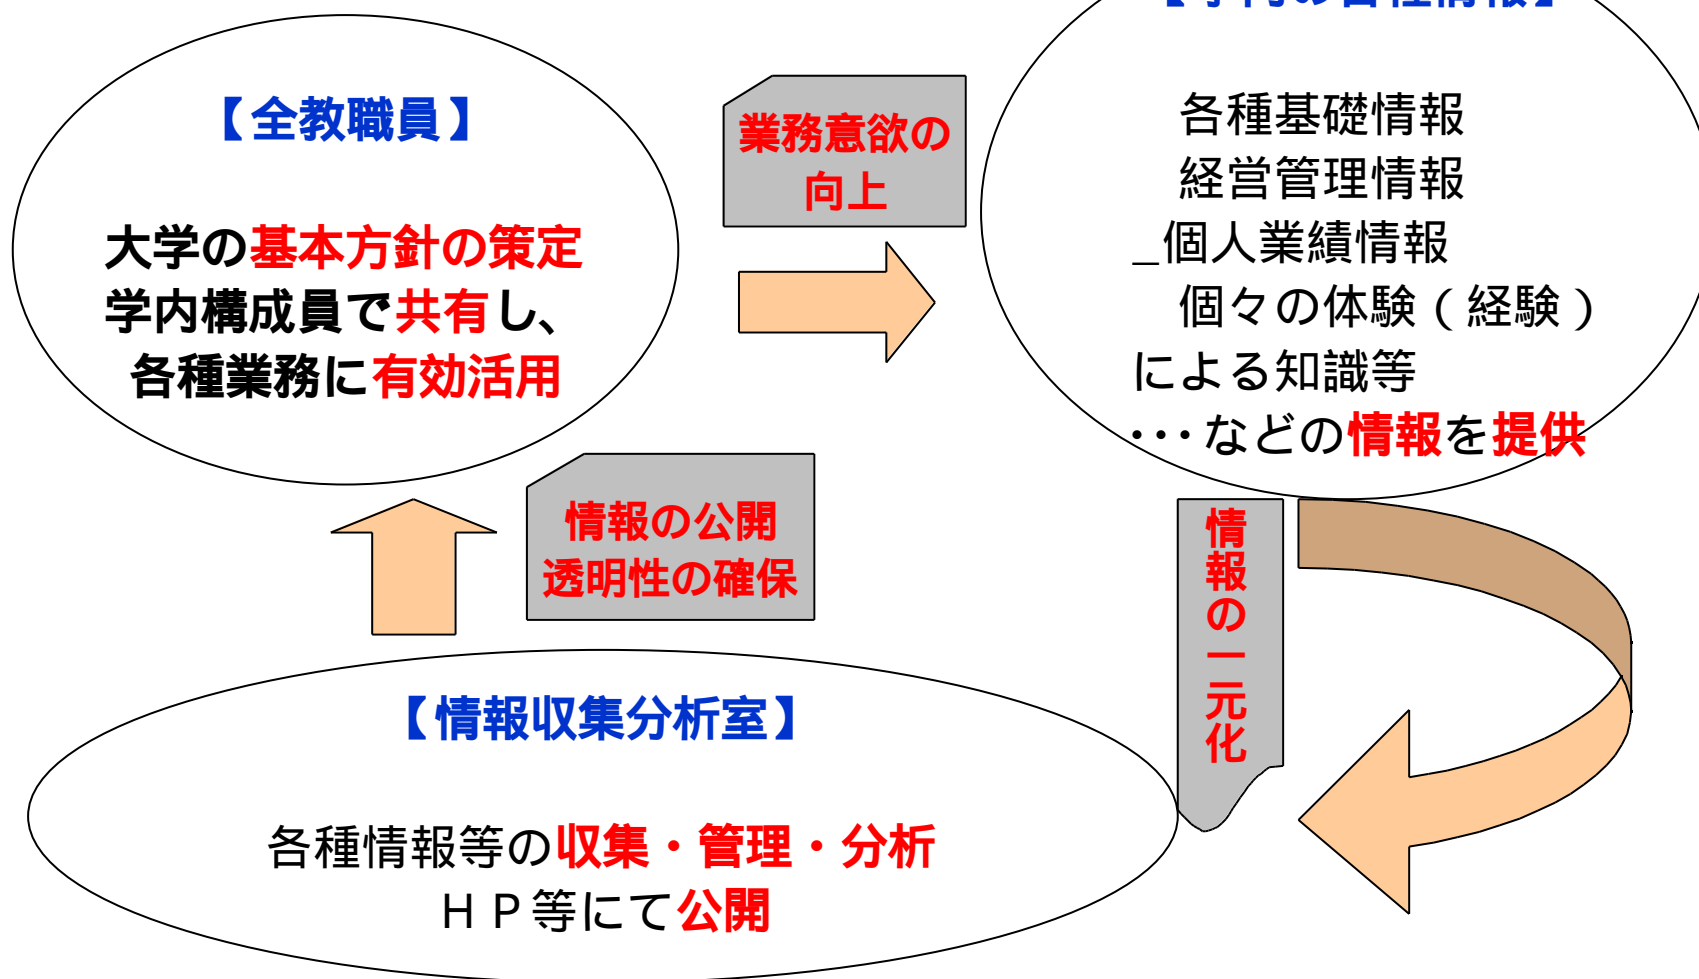 【全教職員】
大学の基本方針の策定
学内構成員で共有し、
各種業務に有効活用
業務意欲の
向上
各種基礎情報
経営管理情報
_個人業績情報
個々の体験（経験）
による知識等
・・・などの情報を提供
情報の公開
透明性の確保
情報の一元化
【情報収集分析室】
各種情報等の収集・管理・分析
ＨＰ等にて公開